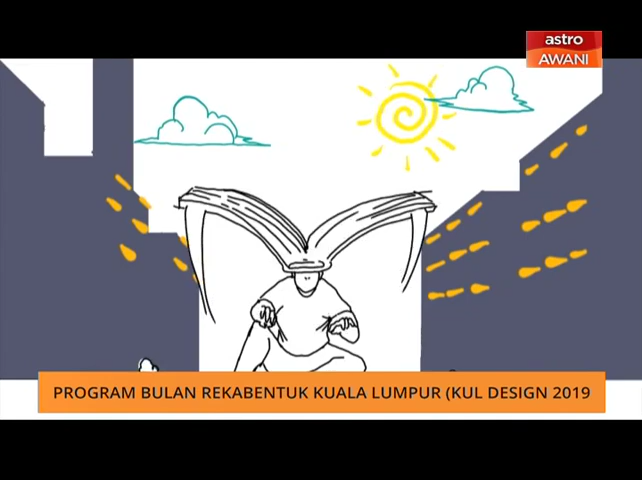 astro
AWANI
PROGRAM BULAN REKABENTUK KUALA LUMPUR (KUL DESIGN 2019